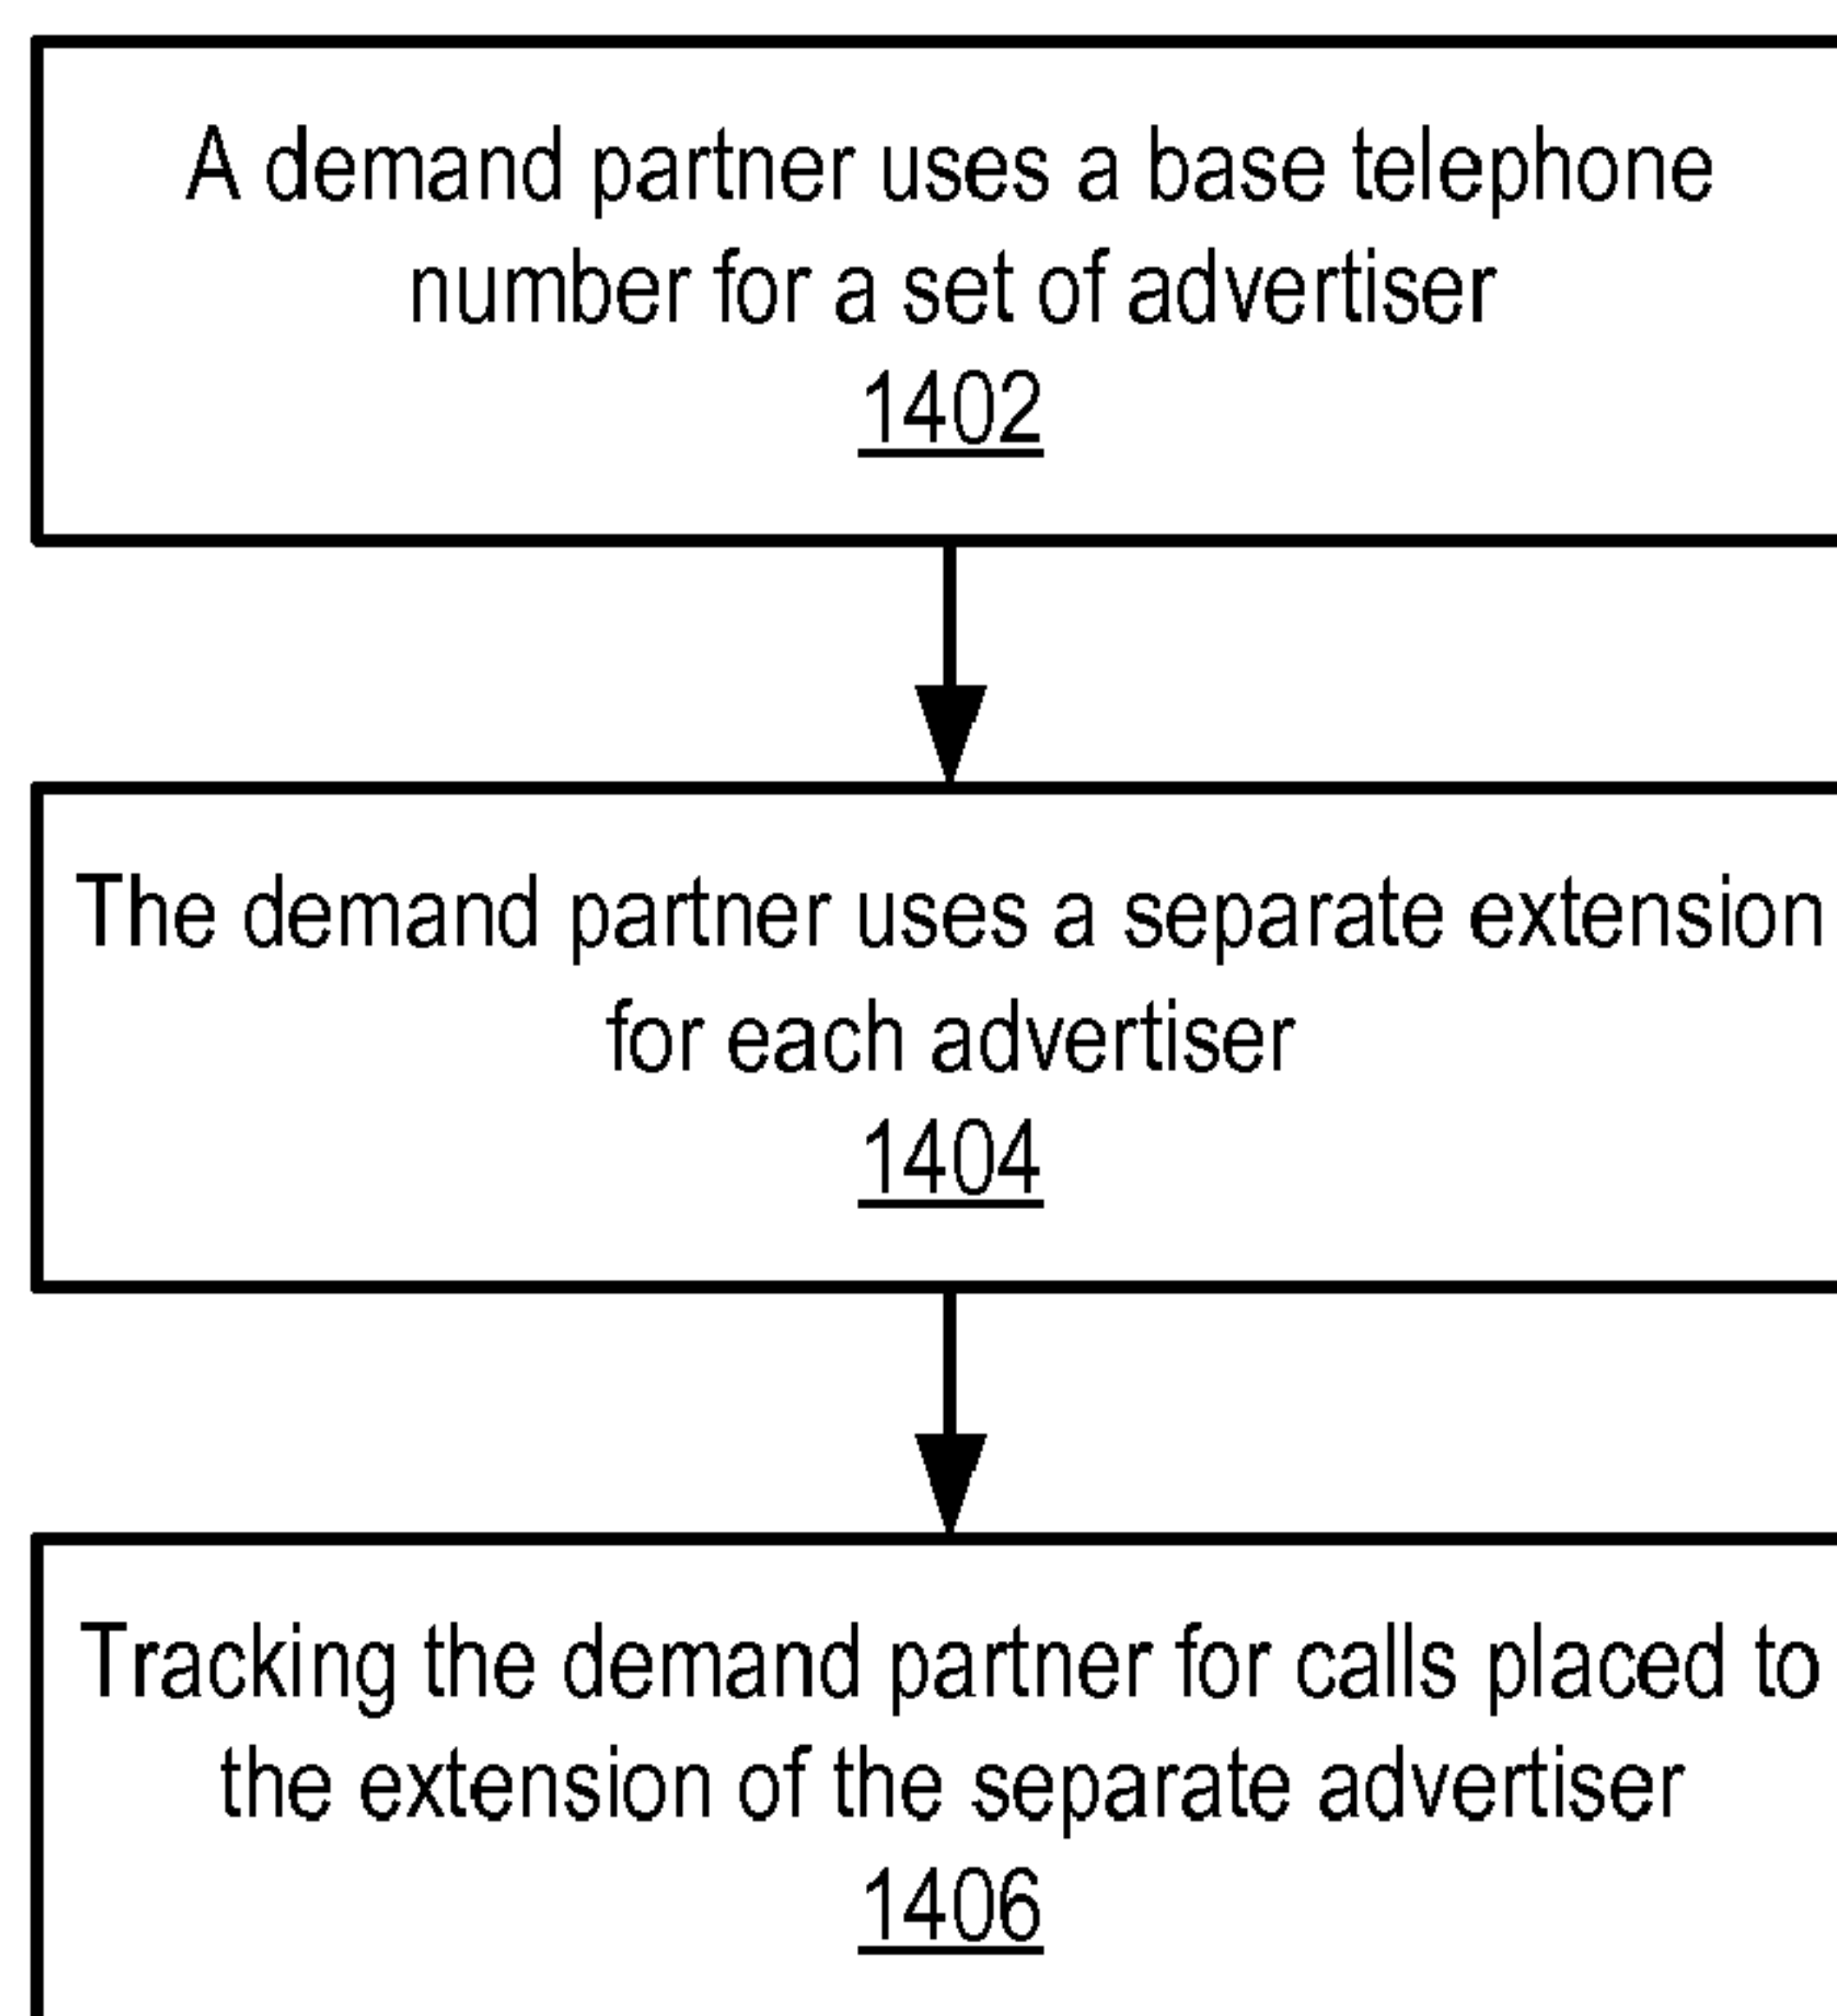 A demand partner uses a base telephone
number for a set of advertiser
1402
The demand partner uses a separate extension
for each advertiser
1404
Tracking the demand partner for calls placed to
the extension of the separate advertiser
1406